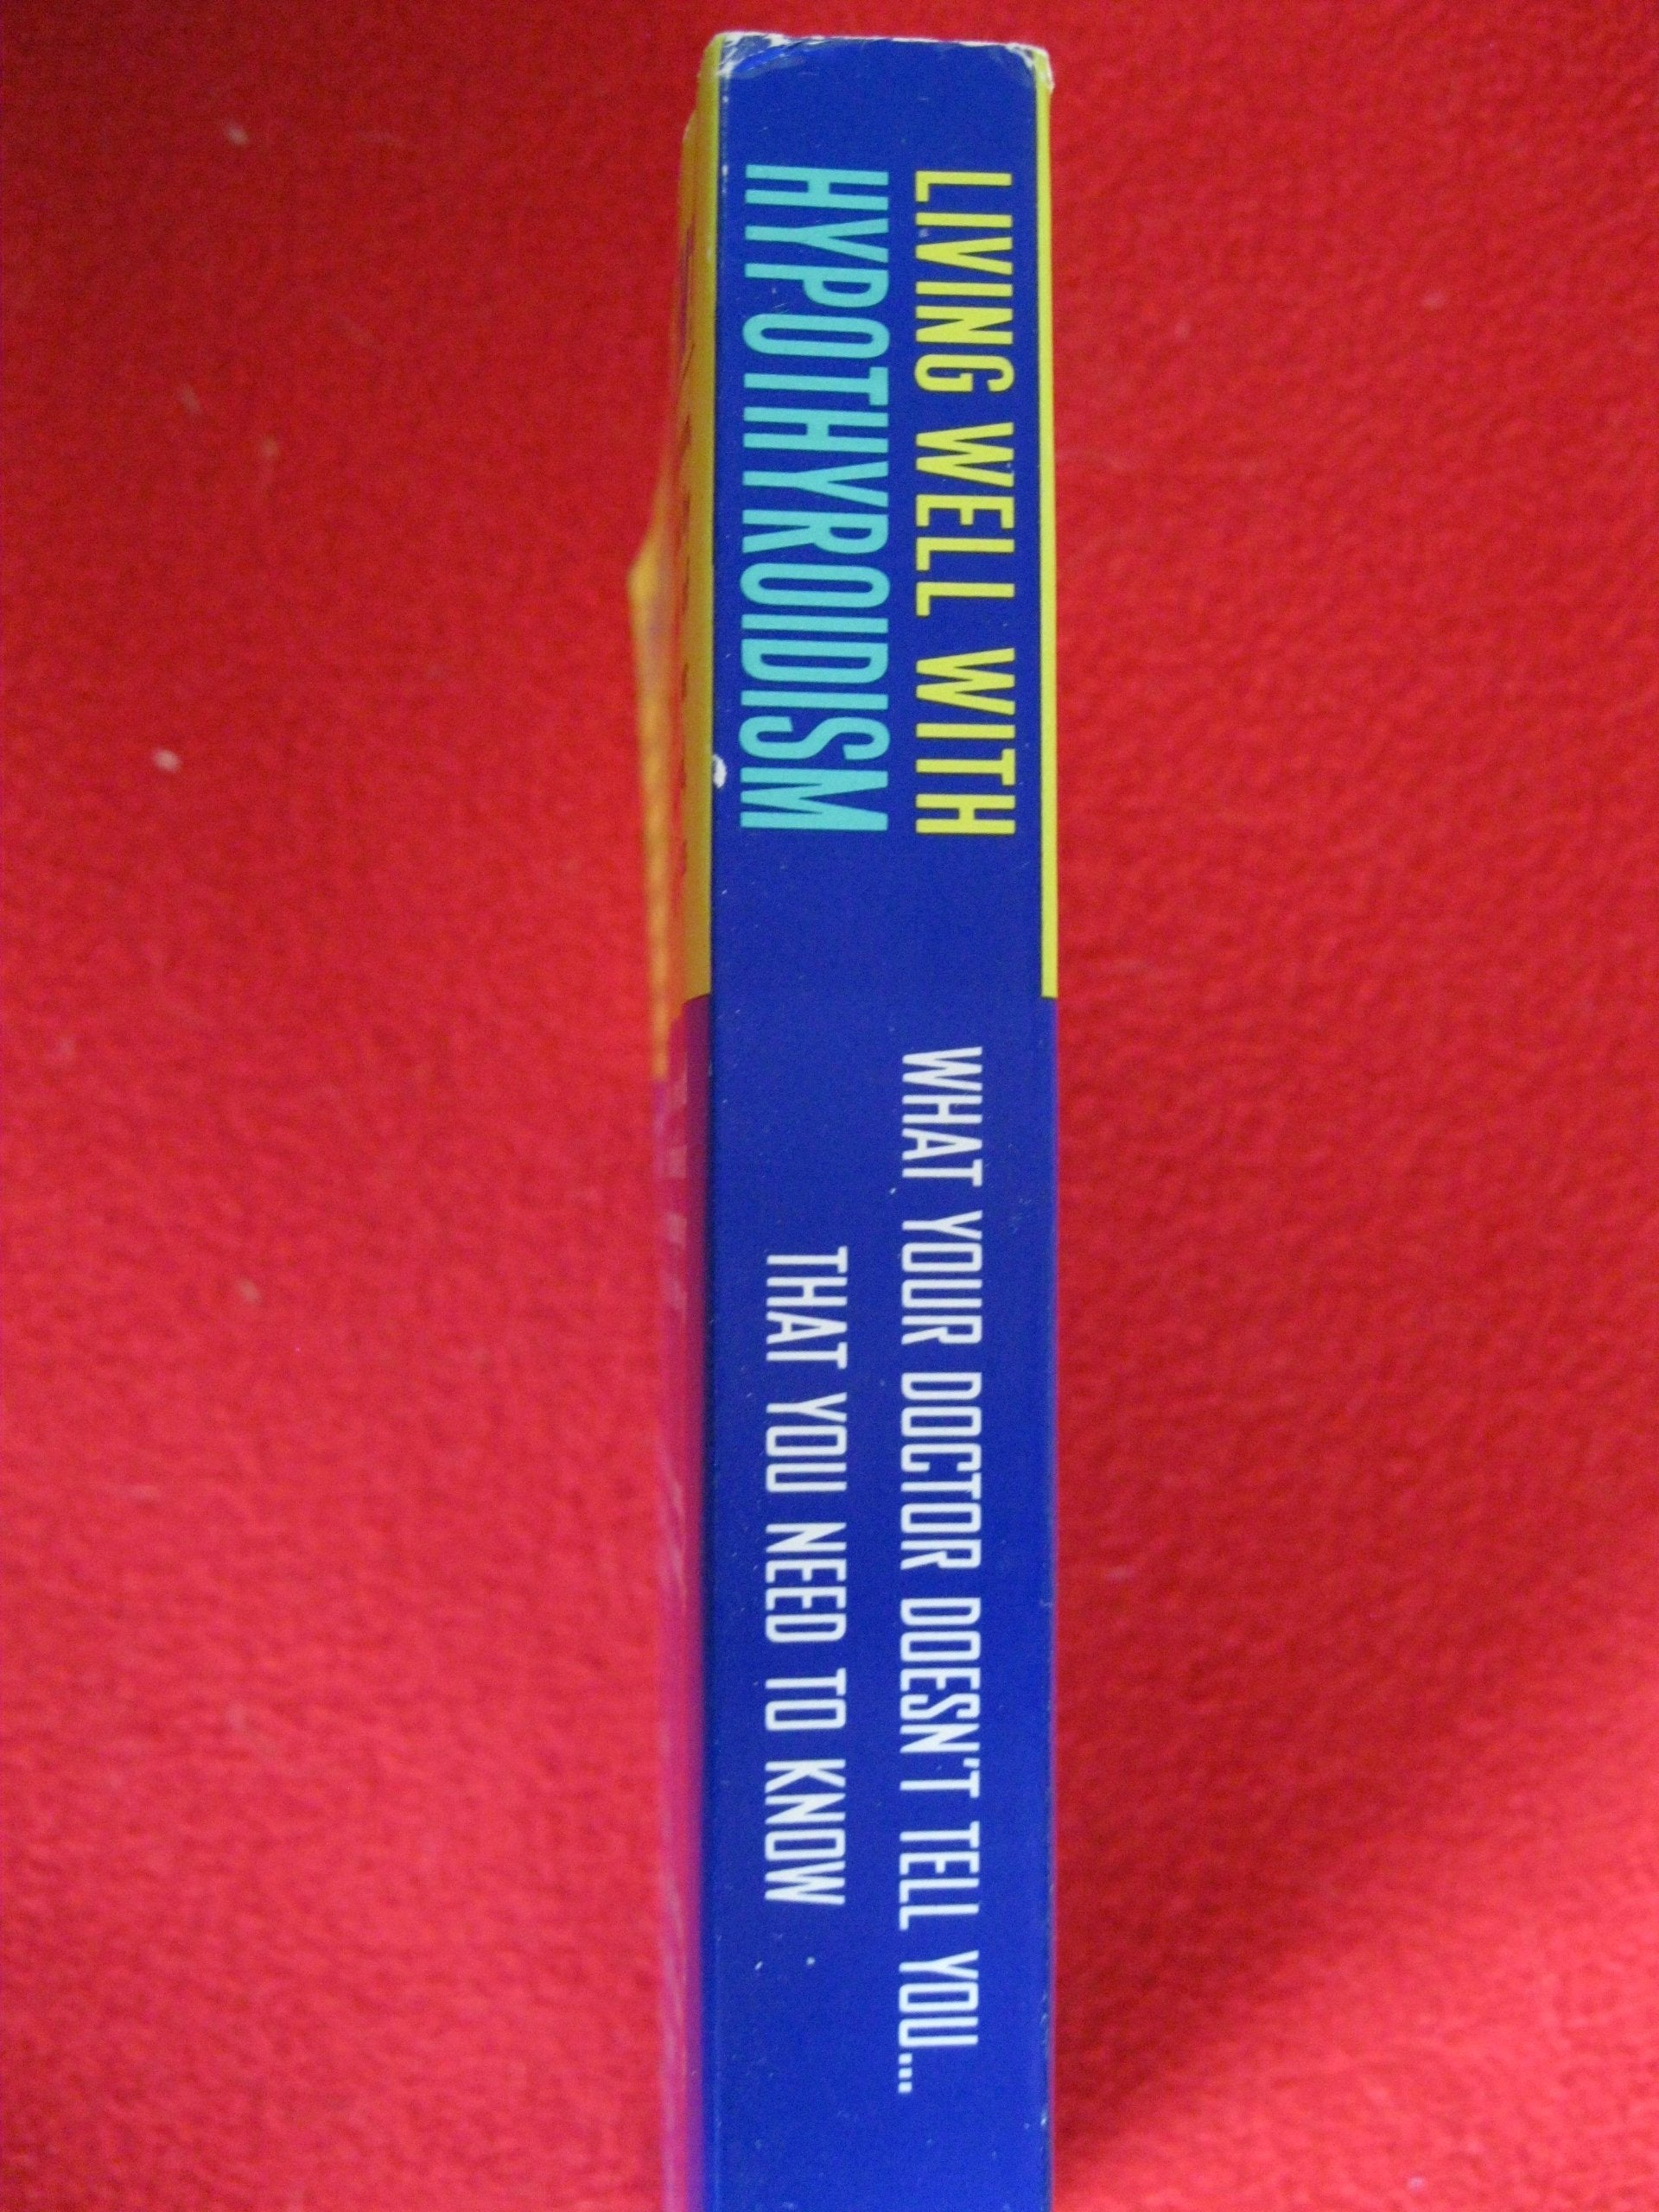 LIVING WELL WITH
HYPOTHYROIDISM
WHAT YOUR DOCTOR DOESN'T TELL YOU...
THAT YOU NEED TO KNOW